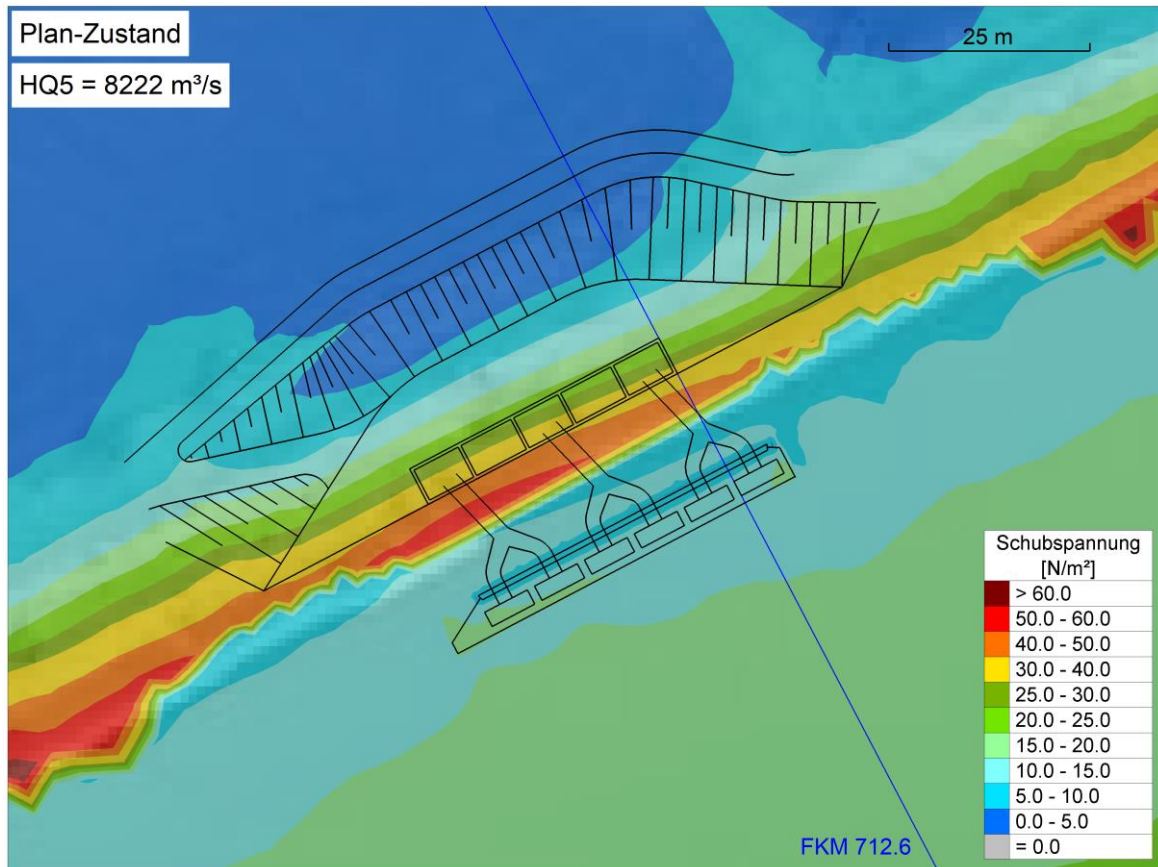 Plan-Zustand
HQ5 = 8222 m³/s
25 m
Schubspannung
[N/m²]
> 60.0
50.0 - 60.0
40.0 - 50.0
30.0 - 40.0
25.0 - 30.0
20.0 - 25.0
15.0 - 20.0
10.0 - 15.0
5.0 - 10.0
0.0 - 5.0
= 0.0
FKM 712.6